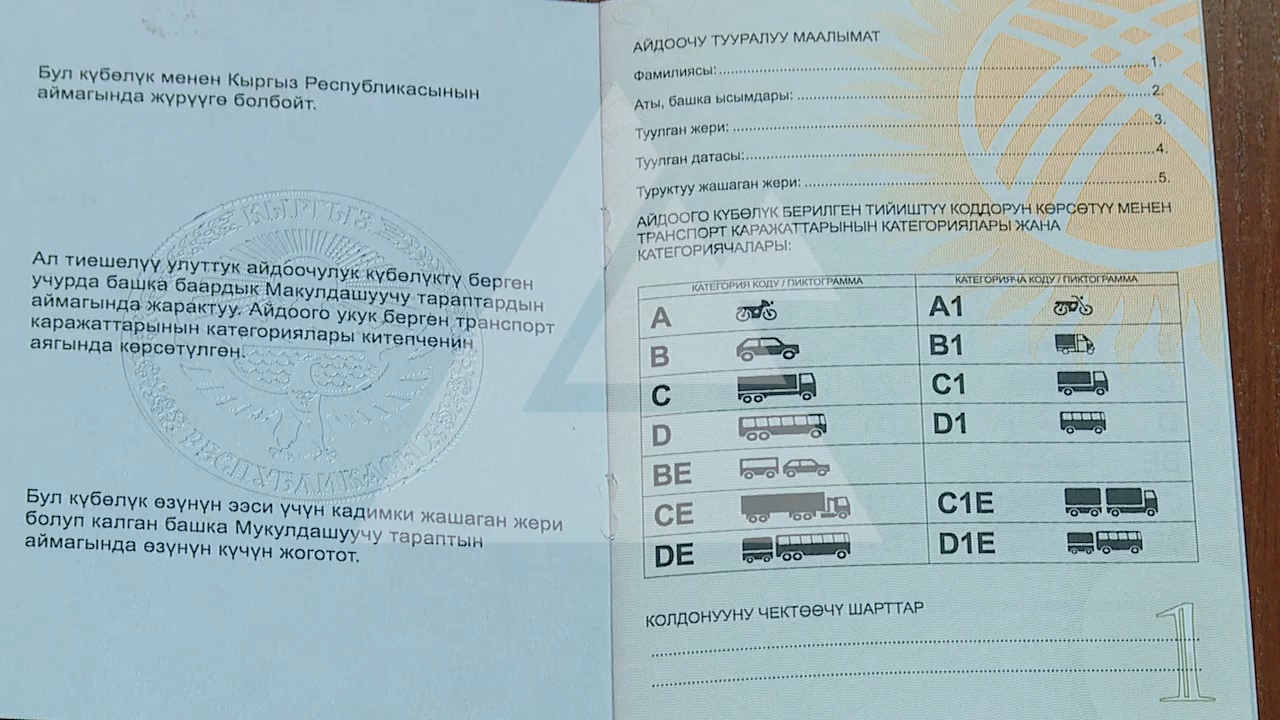 Бул күбөлүк менен Кыргыз Республикасынын
аймагында жүрүүгө болбойт.
КЫРГЫЗ
РЕСПУБЛИКАСЫ
Ал тиешелүү улуттук айдоочулук күбөлүктү берген
учурда башка баардык Макулдашуучу тараптардын
аймагында жарактуу. Айдоого укук берген транспорт
каражаттарынын категориялары китепченин
аягында көрсөтүлгөн.
Бул күбөлүк өзүнүн ээси үчүн кадимки жашаган жери
болуп калган башка Мукулдашуучу тараптын
аймагында өзүнүн күчүн жоготот.
АЙДООЧУ ТУУРАЛУУ МААЛЫМАТ
Фамилиясы:..........1.
Аты, башка ысымдары:..........2.
Туулган жери:..........3.
Туулган датасы:..........4.
Туруктуу жашаган жери:..........5.
АЙДООГО КҮБӨЛҮК БЕРИЛГЕН ТИЙИШТҮҮ КОДДОРУН КӨРСӨТҮҮ МЕНЕН
ТРАНСПОРТ КАРАЖАТТАРЫНЫН КАТЕГОРИЯЛАРЫ ЖАНА
КАТЕГОРИЯЧАЛАРЫ:
КАТЕГОРИЯ КОДУ / ПИКТОГРАММА КАТЕГОРИЯЧА КОДУ / ПИКТОГРАММА
A A1
B B1
C C1
D D1
BE
CE C1E
DE D1E
КОЛДОНУУНУ ЧЕКТӨӨЧҮ ШАРТТАР
1